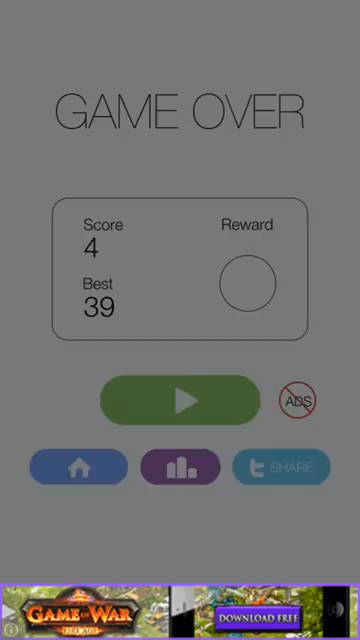 GAME OVER
Score
4
Best
39
Reward
ADS
SHARE
GAME OF WAR
FIRE AGE
DOWNLOAD FREE